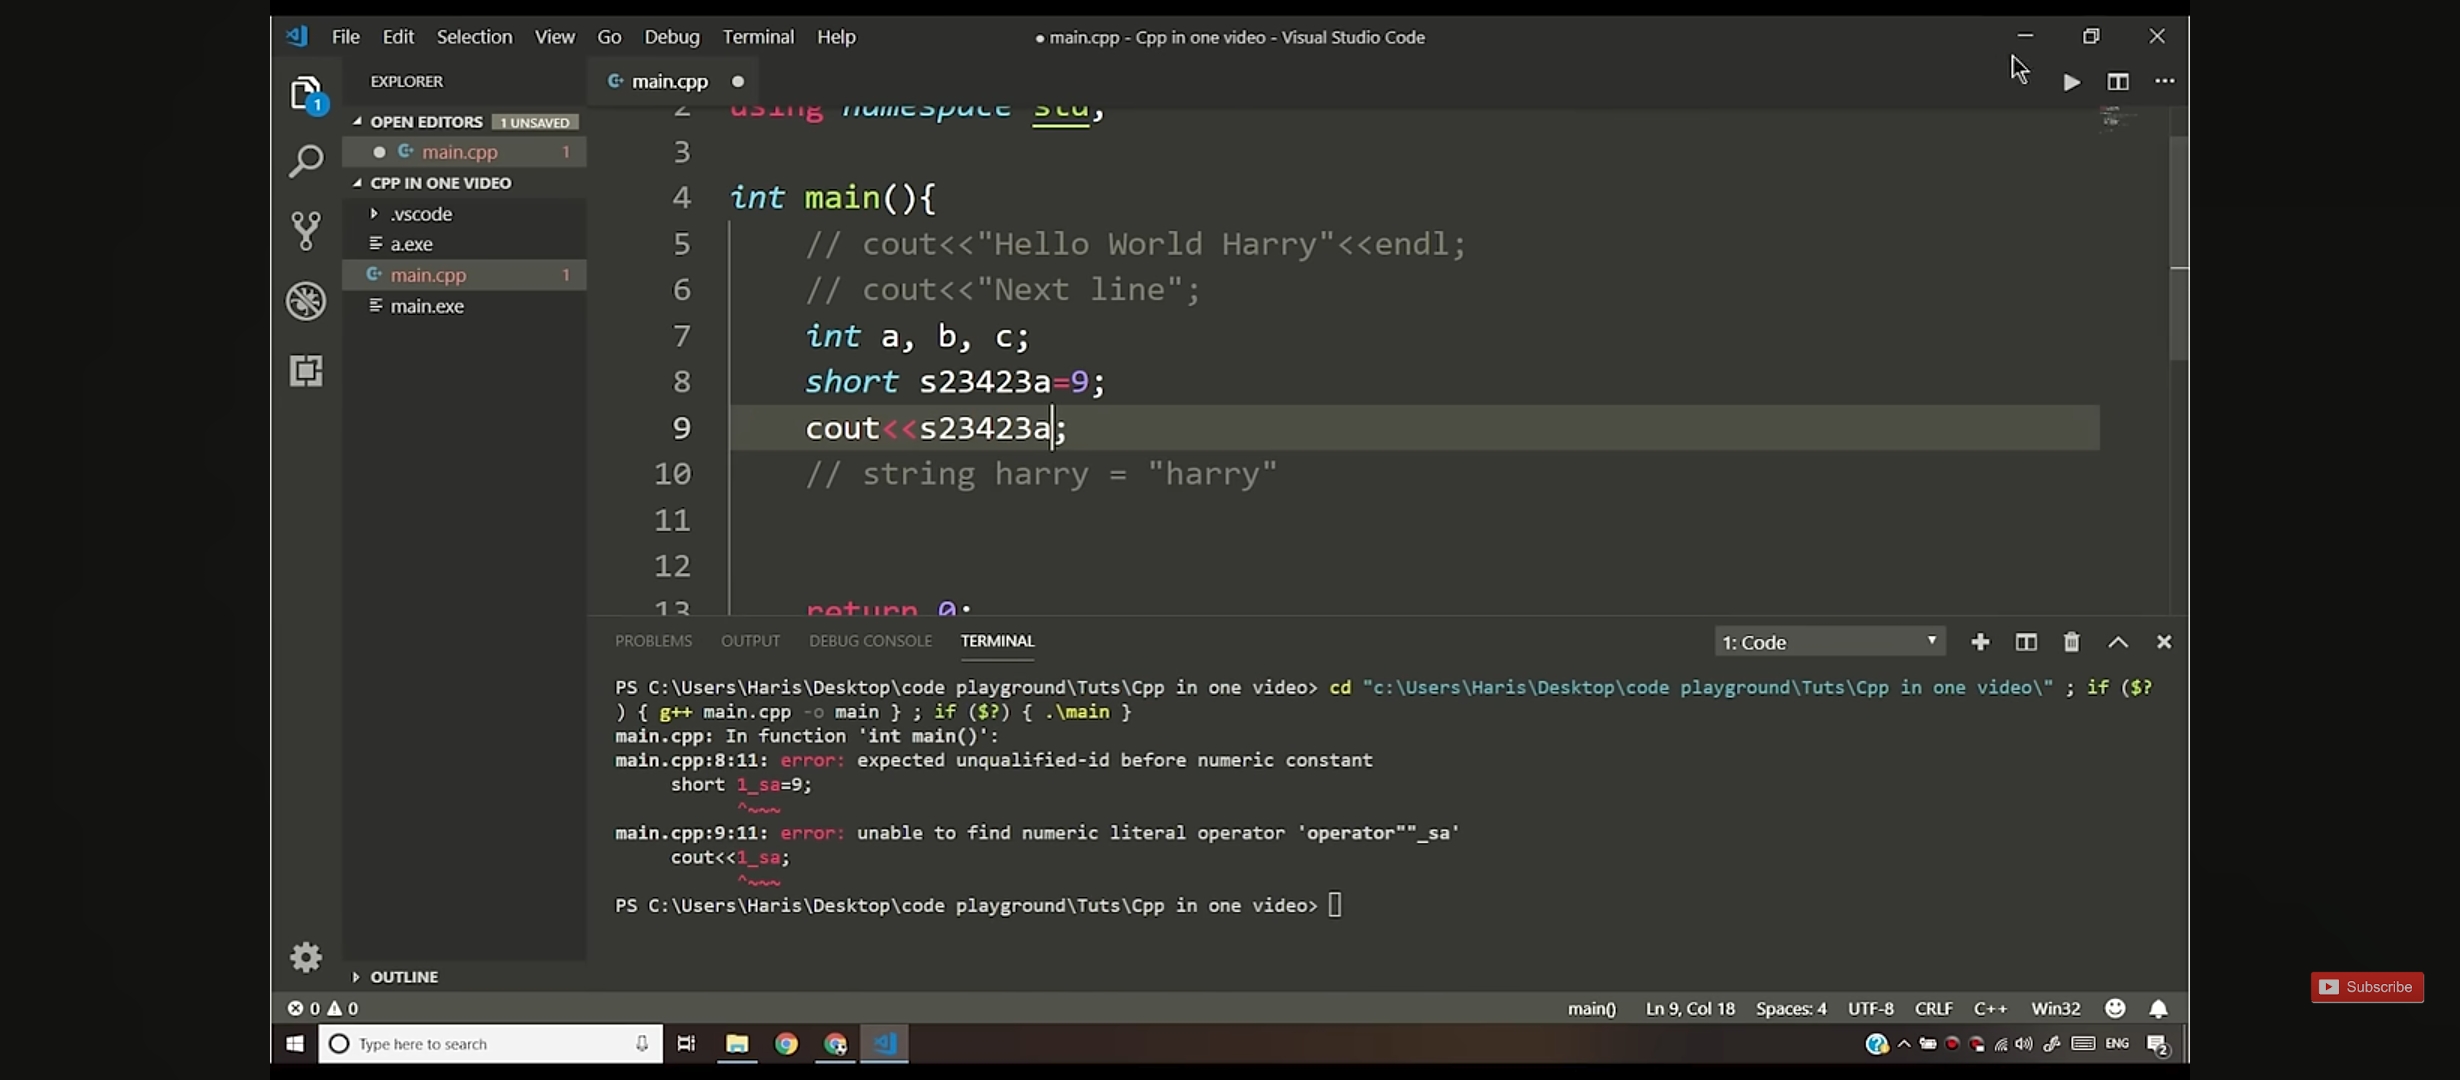 File Edit Selection View Go Debug Terminal Help
● main.cpp - Cpp in one video - Visual Studio Code
EXPLORER
main.cpp
OPEN EDITORS 1 UNSAVED
main.cpp 1
CPP IN ONE VIDEO
.vscode
a.exe
main.cpp 1
main.exe
OUTLINE
1
2 using namespace std;
3
4 int main(){
5 // cout<<"Hello World Harry"<<endl;
6 // cout<<"Next line";
7 int a, b, c;
8 short s23423a=9;
9 cout<<s23423a;
10 // string harry = "harry"
11
12
13 return 0;
PROBLEMS OUTPUT DEBUG CONSOLE TERMINAL 1: Code
PS C:\Users\Haris\Desktop\code playground\Tuts\Cpp in one video> cd "c:\Users\Haris\Desktop\code playground\Tuts\Cpp in one video\" ; if ($?
) { g++ main.cpp -o main } ; if ($?) { .\main }
main.cpp: In function 'int main()':
main.cpp:8:11: error: expected unqualified-id before numeric constant
short 1_sa=9;
^~~~
main.cpp:9:11: error: unable to find numeric literal operator 'operator""_sa'
cout<<1_sa;
^~~~
PS C:\Users\Haris\Desktop\code playground\Tuts\Cpp in one video>
0 0 main() Ln 9, Col 18 Spaces: 4 UTF-8 CRLF C++ Win32
Type here to search
ENG 2
Subscribe